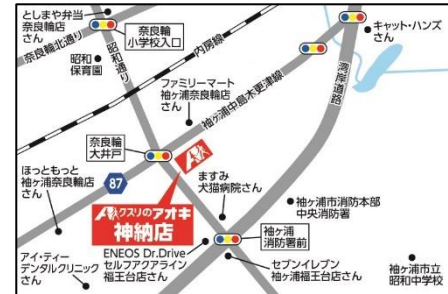 としまや弁当
奈良輪店
さん
奈良輪
小学校入口
奈良輪北通り
昭和通り
昭和
保育園
内房線
キャット・ハンズ
さん
湾岸道路
ファミリーマート
袖ヶ浦奈良輪店
さん
袖ヶ浦中島木更津線
奈良輪
大井戸
ほっともっと
袖ヶ浦奈良輪店
さん
87
ますみ
犬猫病院さん
クスリのアオキ
神納店
袖ヶ浦市消防本部
中央消防署
袖ヶ浦
消防署前
ENEOS Dr.Drive
セルフアクアライン
福王台店さん
アイ・ティー
デンタルクリニック
さん
セブンイレブン
袖ヶ浦福王台店さん
袖ヶ浦市立
昭和中学校